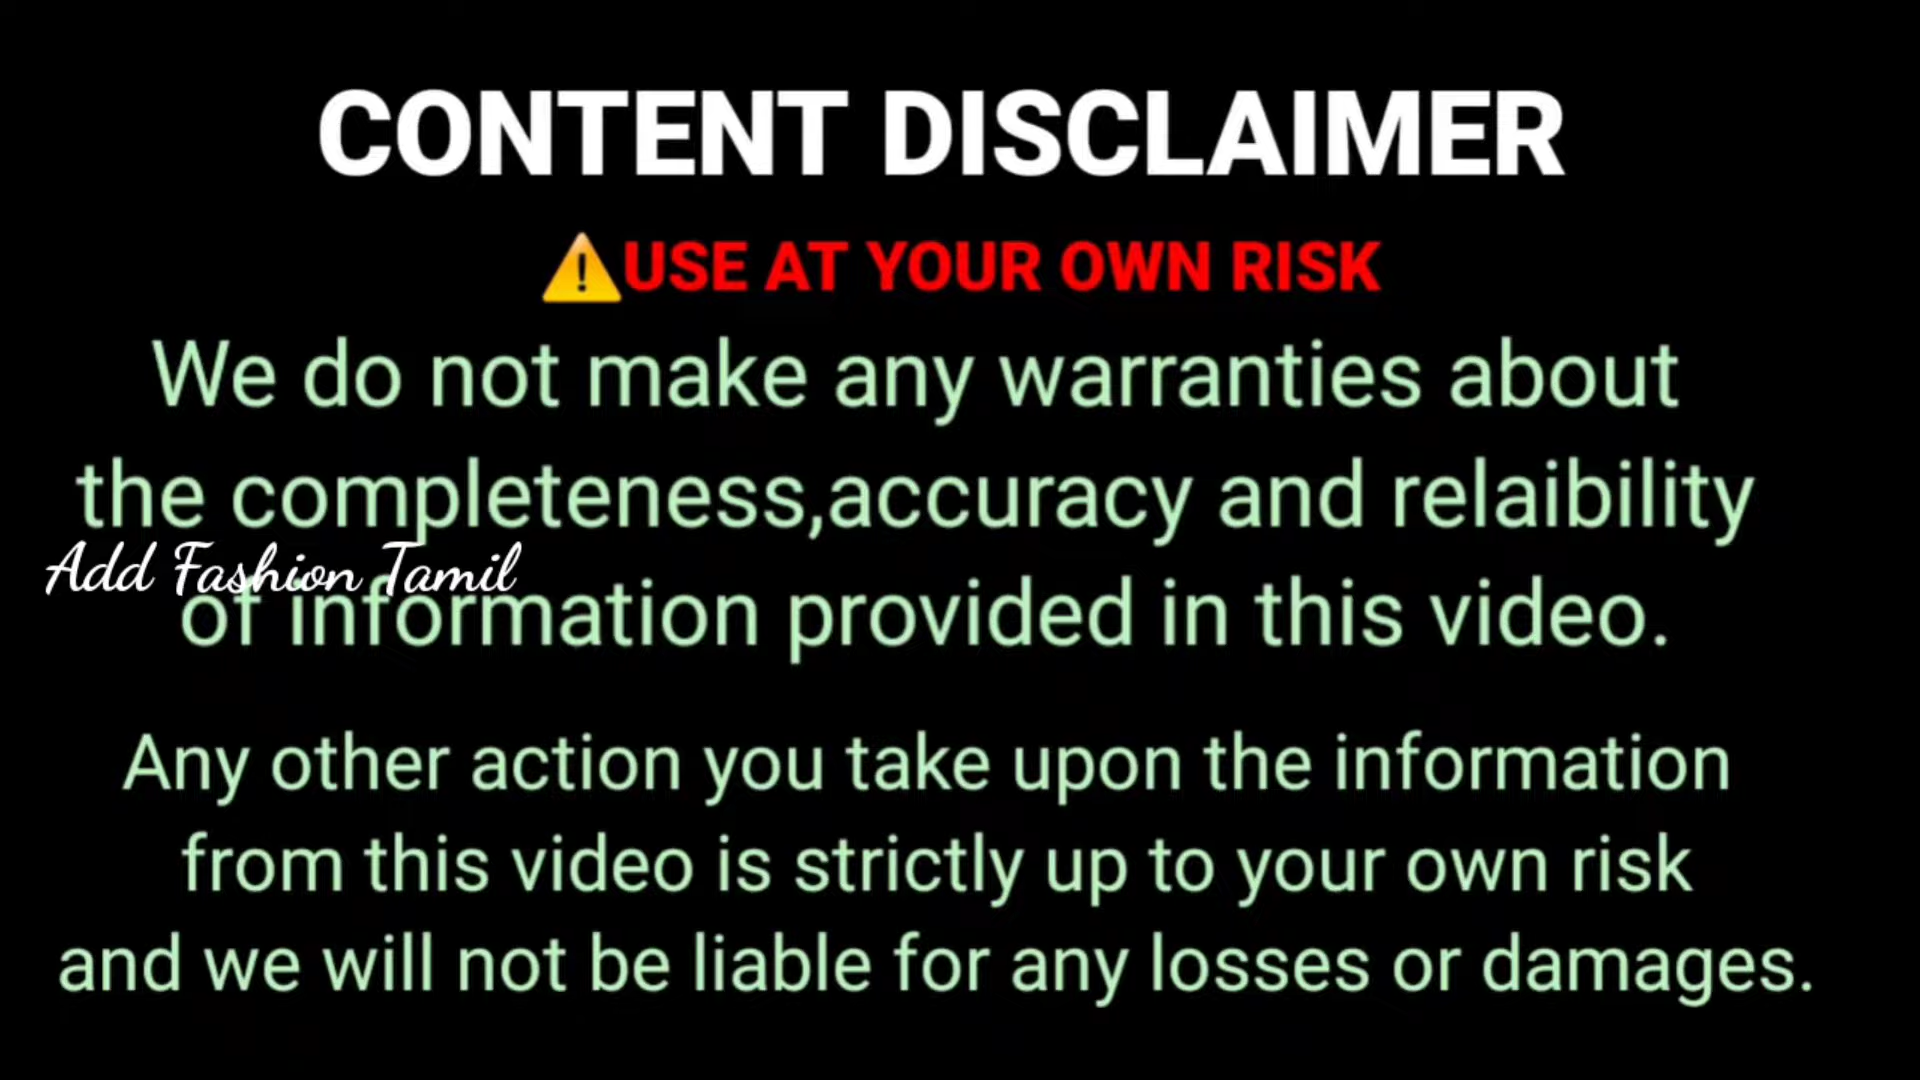 CONTENT DISCLAIMER
⚠️USE AT YOUR OWN RISK
We do not make any warranties about
the completeness,accuracy and relaibility
Add Fashion Tamil
of information provided in this video.
Any other action you take upon the information
from this video is strictly up to your own risk
and we will not be liable for any losses or damages.